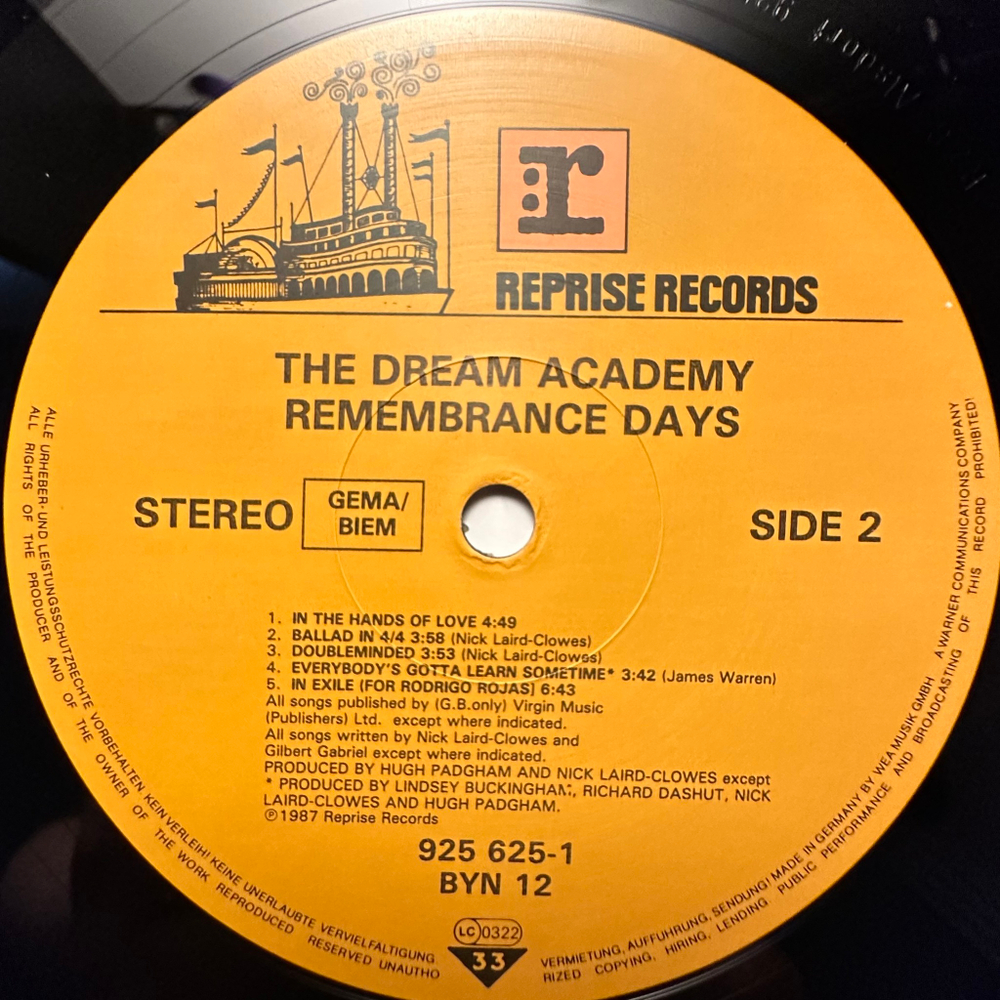 r
REPRISE RECORDS
THE DREAM ACADEMY
REMEMBRANCE DAYS
STEREO
GEMA/
BIEM
SIDE 2
1. IN THE HANDS OF LOVE 4:49
2. BALLAD IN 4/4 3:58 (Nick Laird-Clowes)
3. DOUBLEMINDED 3:53 (Nick Laird-Clowes)
4. EVERYBODY'S GOTTA LEARN SOMETIME* 3:42 (James Warren)
5. IN EXILE (FOR RODRIGO ROJAS) 6:43
All songs published by (G.B.only) Virgin Music
(Publishers) Ltd. except where indicated.
All songs written by Nick Laird-Clowes and
Gilbert Gabriel except where indicated.
PRODUCED BY HUGH PADGHAM AND NICK LAIRD-CLOWES except
* PRODUCED BY LINDSEY BUCKINGHAM, RICHARD DASHUT, NICK
LAIRD-CLOWES AND HUGH PADGHAM.
℗1987 Reprise Records
925 625-1
BYN 12
LC 0322
33
ALLE URHEBER-UND LEISTUNGSSCHUTZRECHTE VORBEHALTEN. KEIN VERLEIH! KEINE UNERLAUBTE VERVIELFÄLTIGUNG, VERMIETUNG, AUFFÜHRUNG, SENDUNG! MADE IN GERMANY BY WEA MUSIK GMBH A WARNER COMMUNICATIONS COMPANY
ALL RIGHTS OF THE PRODUCER AND OF THE OWNER OF THE WORK REPRODUCED RESERVED UNAUTHORIZED COPYING, HIRING, LENDING PUBLIC PERFORMANCE AND BROADCASTING OF THIS RECORD PROHIBITED!
Alsdorf